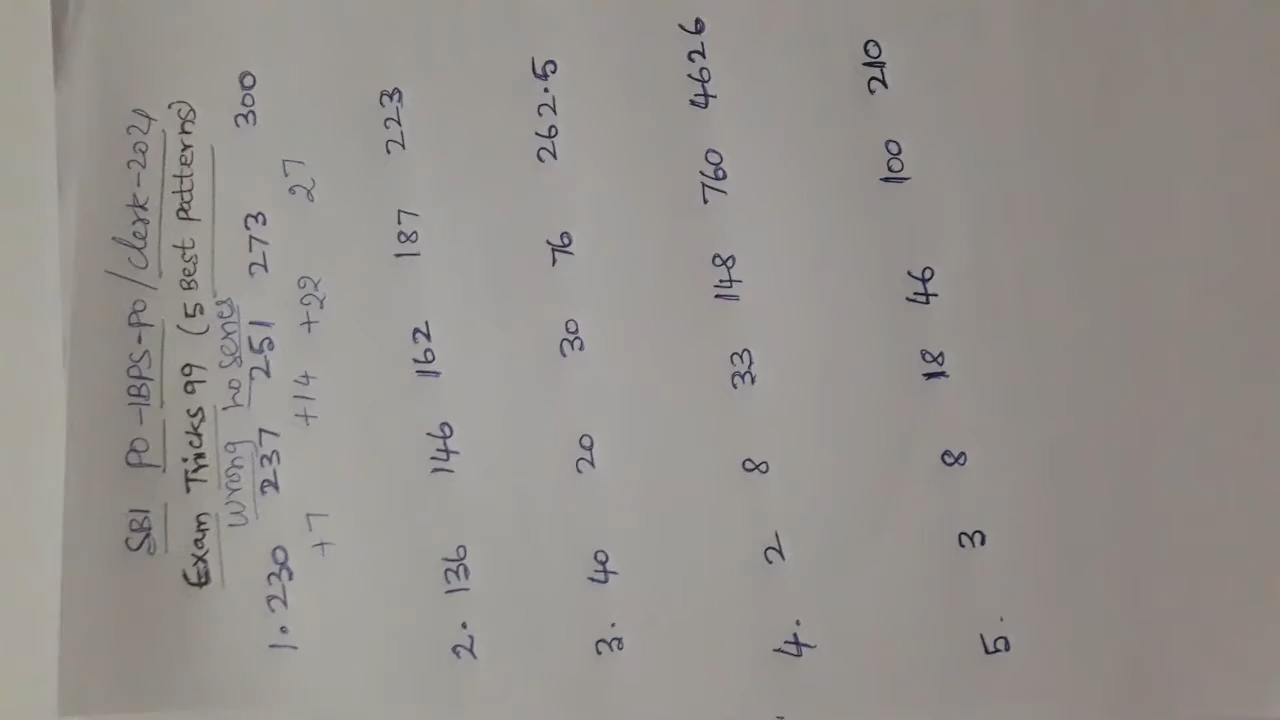 SBI PO-IBPS-PO/Clerk-2021
Exam Tricks 99 (5 Best Patterns)
Wrong no series
1. 230 237 251 273 300
+7 +14 +22 27
2. 136 146 162 187 223
3. 40 20 30 76 262.5
4. 2 8 33 148 760 4626
5. 3 8 18 46 100 210